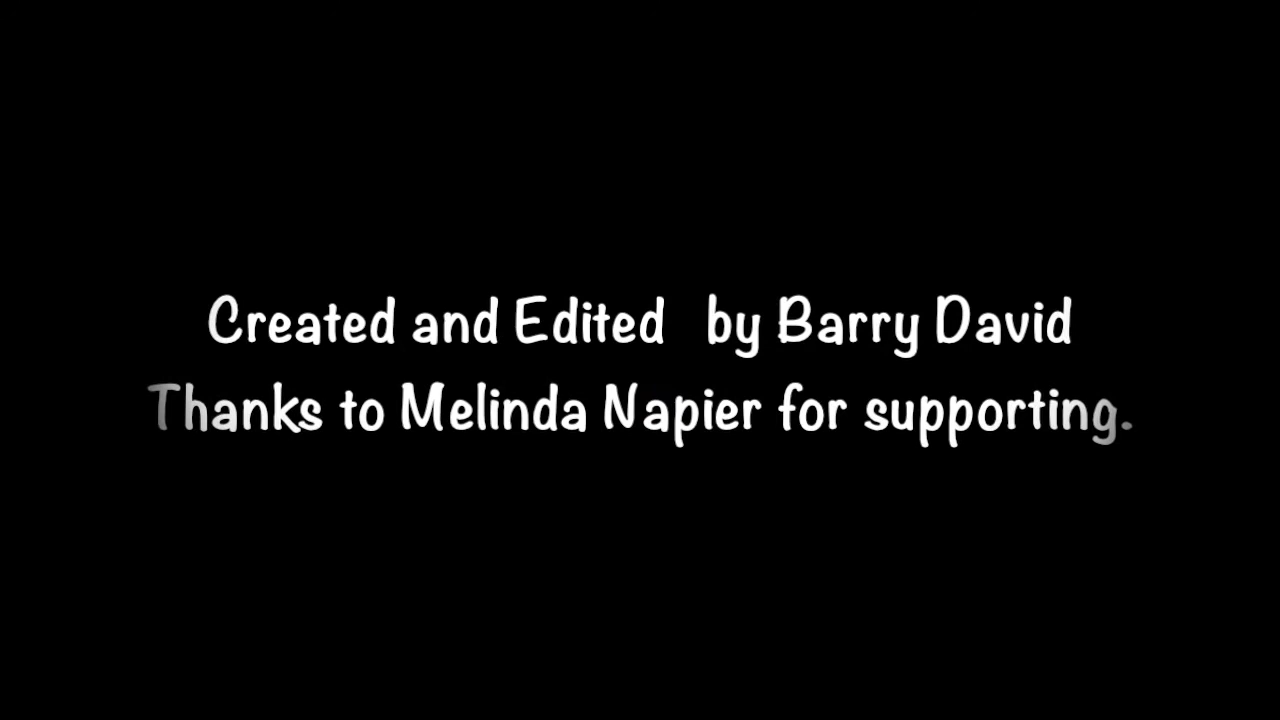 Created and Edited   by Barry David
Thanks to Melinda Napier for supporting.